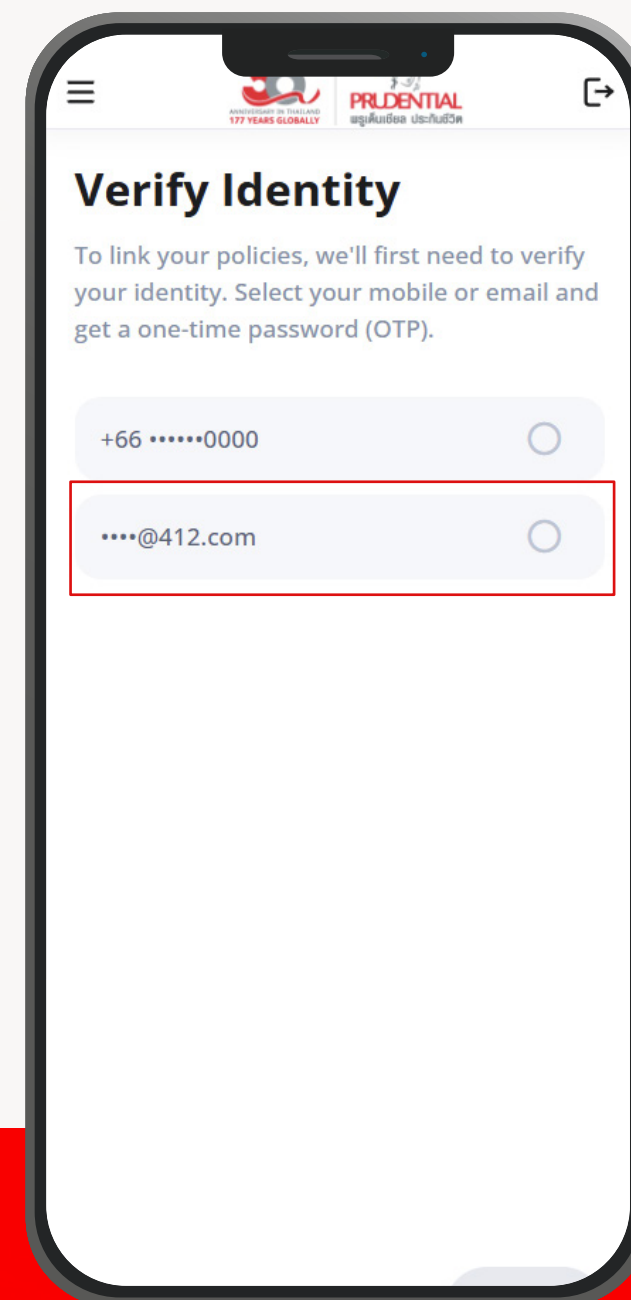 ANNIVERSARY IN THAILAND
177 YEARS GLOBALLY
PRUDENTIAL
พรูเด็นเชียล ประกันชีวิต
Verify Identity
To link your policies, we'll first need to verify
your identity. Select your mobile or email and
get a one-time password (OTP).
+66 ••••••0000
••••@412.com